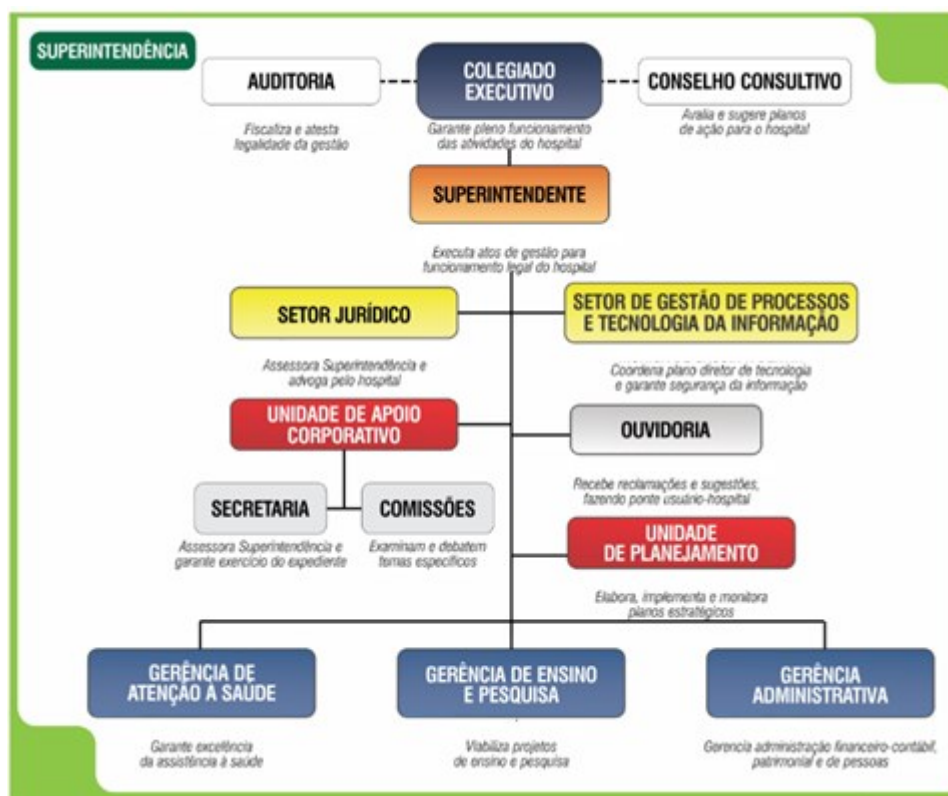 SUPERINTENDÊNCIA
AUDITORIA
Fiscaliza e atesta
legalidade da gestão
COLEGIADO
EXECUTIVO
Garante pleno funcionamento
das atividades do hospital
CONSELHO CONSULTIVO
Avalia e sugere planos
de ação para o hospital
SUPERINTENDENTE
Executa atos de gestão para
funcionamento legal do hospital
SETOR JURÍDICO
Assessora Superintendência e
advoga pelo hospital
SETOR DE GESTÃO DE PROCESSOS
E TECNOLOGIA DA INFORMAÇÃO
Coordena plano diretor de tecnologia
e garante segurança da informação
UNIDADE DE APOIO
CORPORATIVO
OUVIDORIA
Recebe reclamações e sugestões,
fazendo ponte usuário-hospital
SECRETARIA
Assessora Superintendência e
garante exercício do expediente
COMISSÕES
Examinam e debatem
temas específicos
UNIDADE
DE PLANEJAMENTO
Elabora, implementa e monitora
planos estratégicos
GERÊNCIA DE
ATENÇÃO À SAÚDE
Garante excelência
da assistência à saúde
GERÊNCIA DE ENSINO
E PESQUISA
Viabiliza projetos
de ensino e pesquisa
GERÊNCIA
ADMINISTRATIVA
Gerencia administração financeiro-contábil,
patrimonial e de pessoas